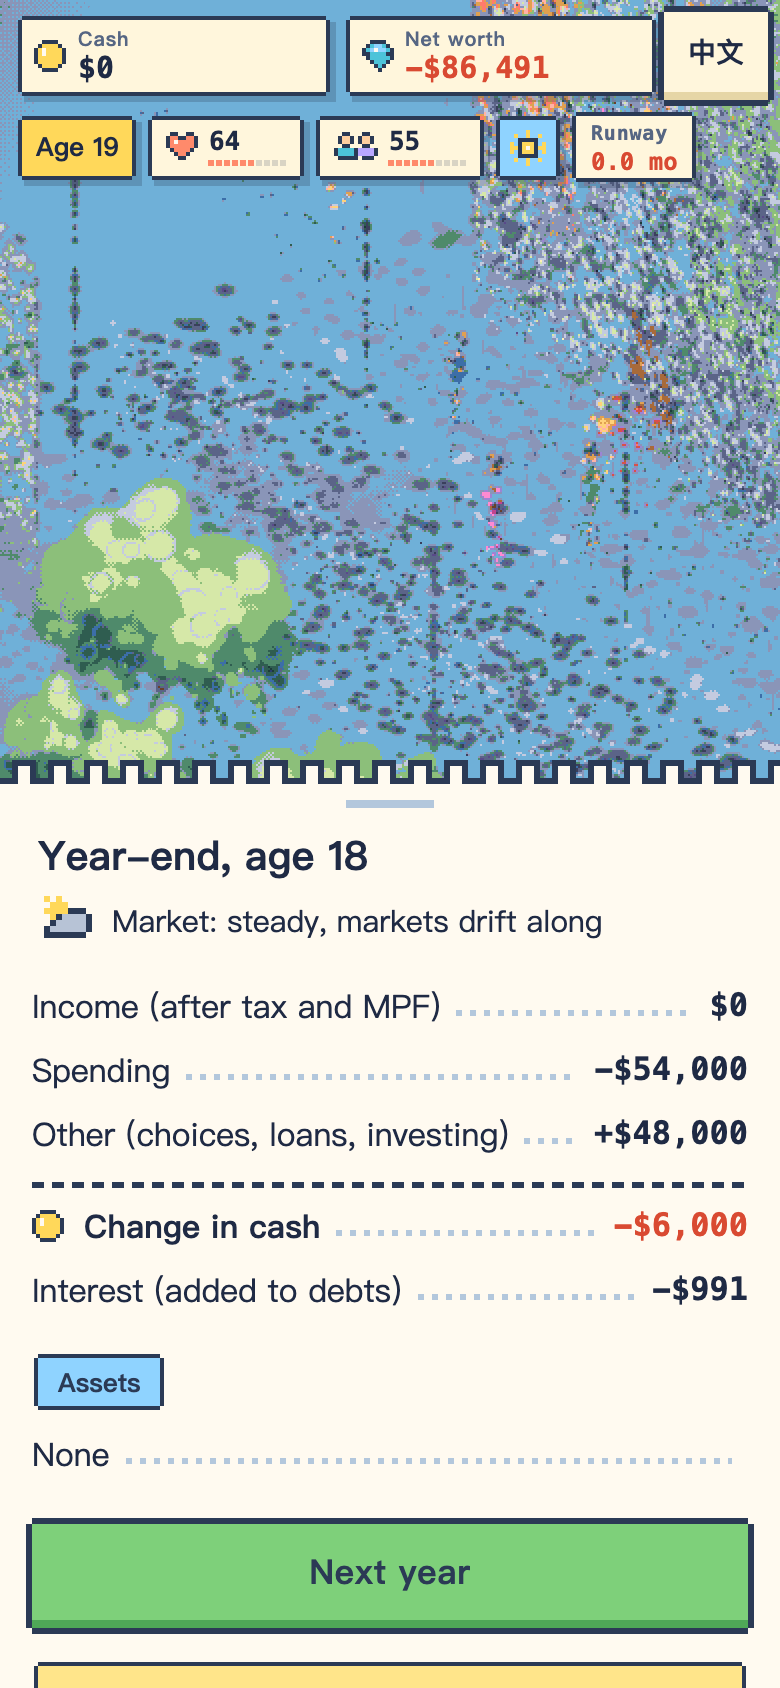 Cash
$0
Net worth
−$86,491
中文
Age 19
64
55
Runway
0.0 mo
Year–end, age 18
Market: steady, markets drift along
Income (after tax and MPF) $0
Spending −$54,000
Other (choices, loans, investing) +$48,000
Change in cash −$6,000
Interest (added to debts) −$991
Assets
None
Next year